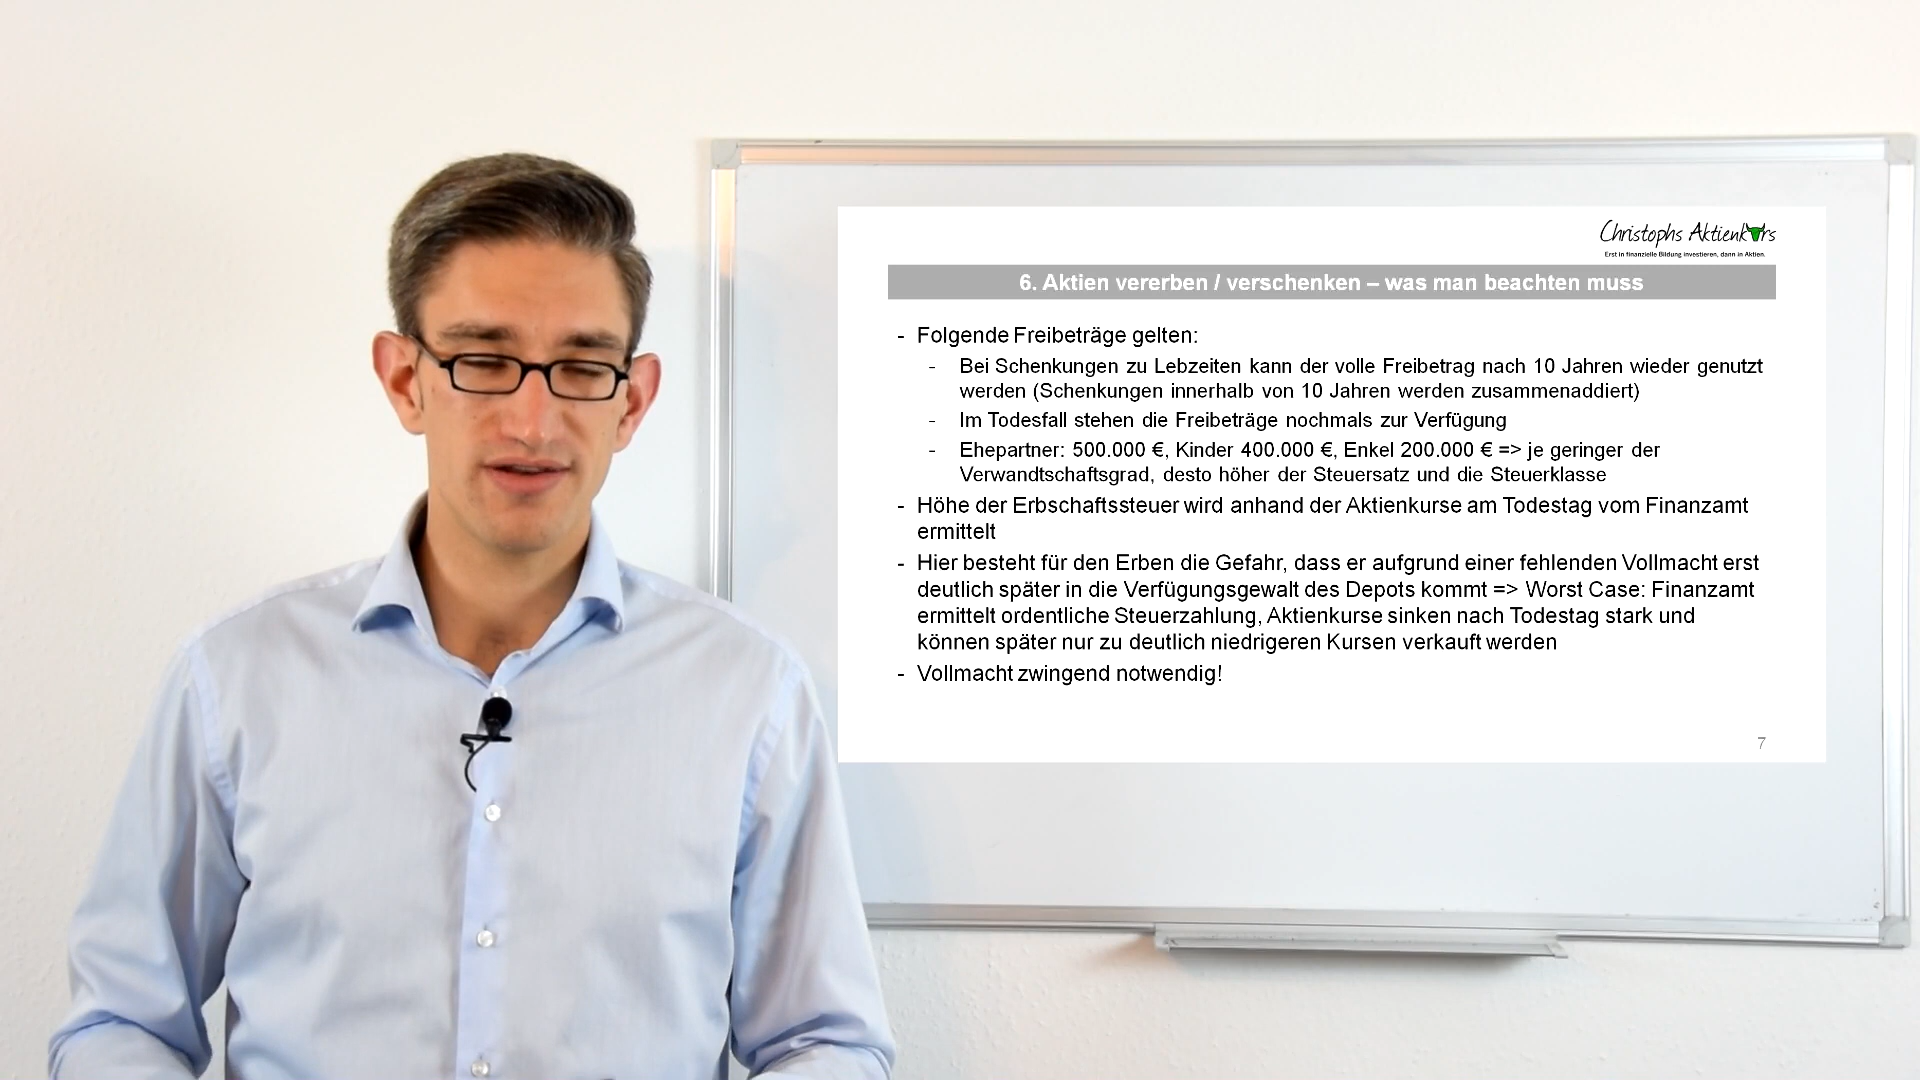 Christophs Aktienkurs
Erst in finanzielle Bildung investieren, dann in Aktien.
6. Aktien vererben / verschenken – was man beachten muss
- Folgende Freibeträge gelten:
- Bei Schenkungen zu Lebzeiten kann der volle Freibetrag nach 10 Jahren wieder genutzt
werden (Schenkungen innerhalb von 10 Jahren werden zusammenaddiert)
- Im Todesfall stehen die Freibeträge nochmals zur Verfügung
- Ehepartner: 500.000 €, Kinder 400.000 €, Enkel 200.000 € => je geringer der
Verwandtschaftsgrad, desto höher der Steuersatz und die Steuerklasse
- Höhe der Erbschaftssteuer wird anhand der Aktienkurse am Todestag vom Finanzamt
ermittelt
- Hier besteht für den Erben die Gefahr, dass er aufgrund einer fehlenden Vollmacht erst
deutlich später in die Verfügungsgewalt des Depots kommt => Worst Case: Finanzamt
ermittelt ordentliche Steuerzahlung, Aktienkurse sinken nach Todestag stark und
können später nur zu deutlich niedrigeren Kursen verkauft werden
- Vollmacht zwingend notwendig!
7